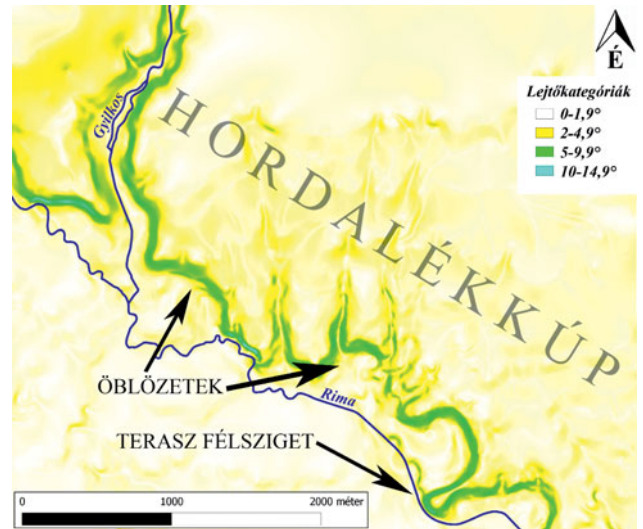 É
Lejtőkategóriák
0-1,9°
2-4,9°
5-9,9°
10-14,9°
Gyilkos
HORDALÉKKÚP
ÖBLÖZETEK
Rima
TERASZ FÉLSZIGET
0 1000 2000 méter